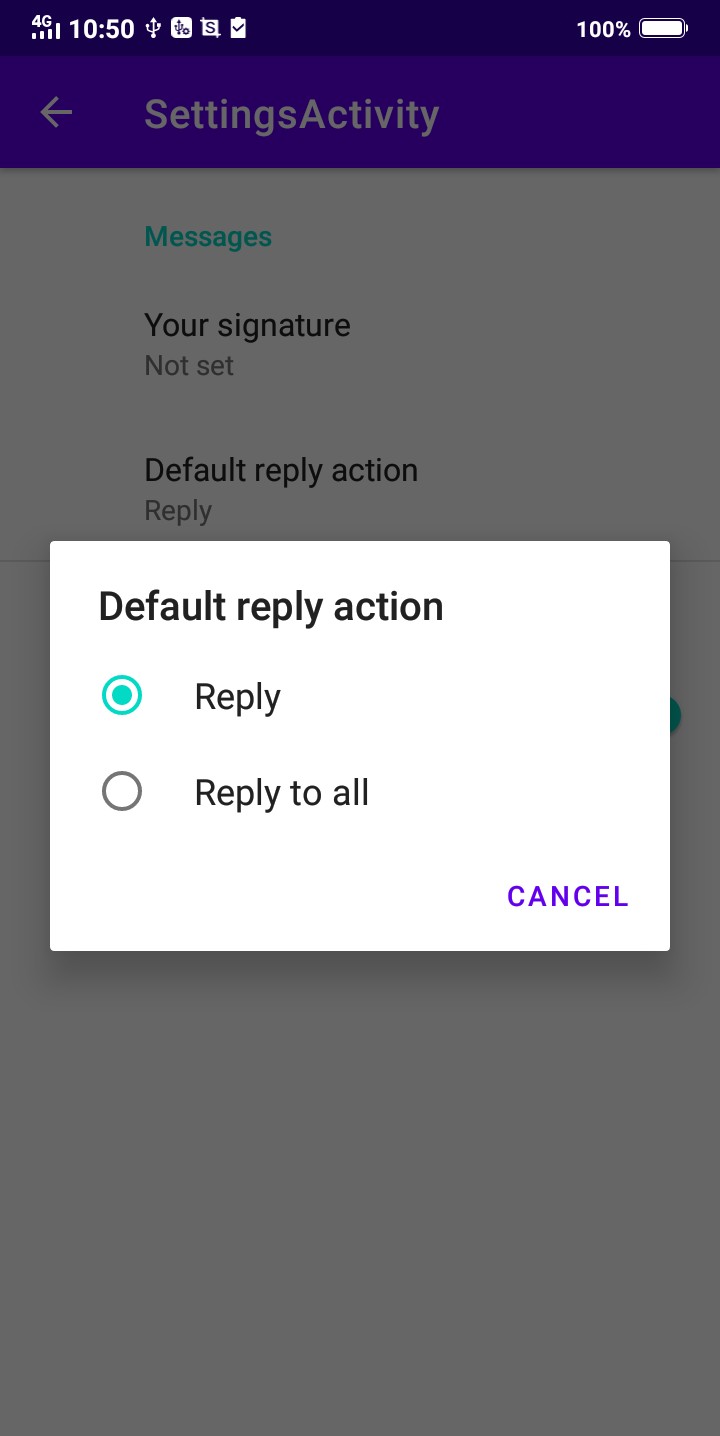 4G 10:50 100%
SettingsActivity
Messages
Your signature
Not set
Default reply action
Reply
Default reply action
Reply
Reply to all
CANCEL